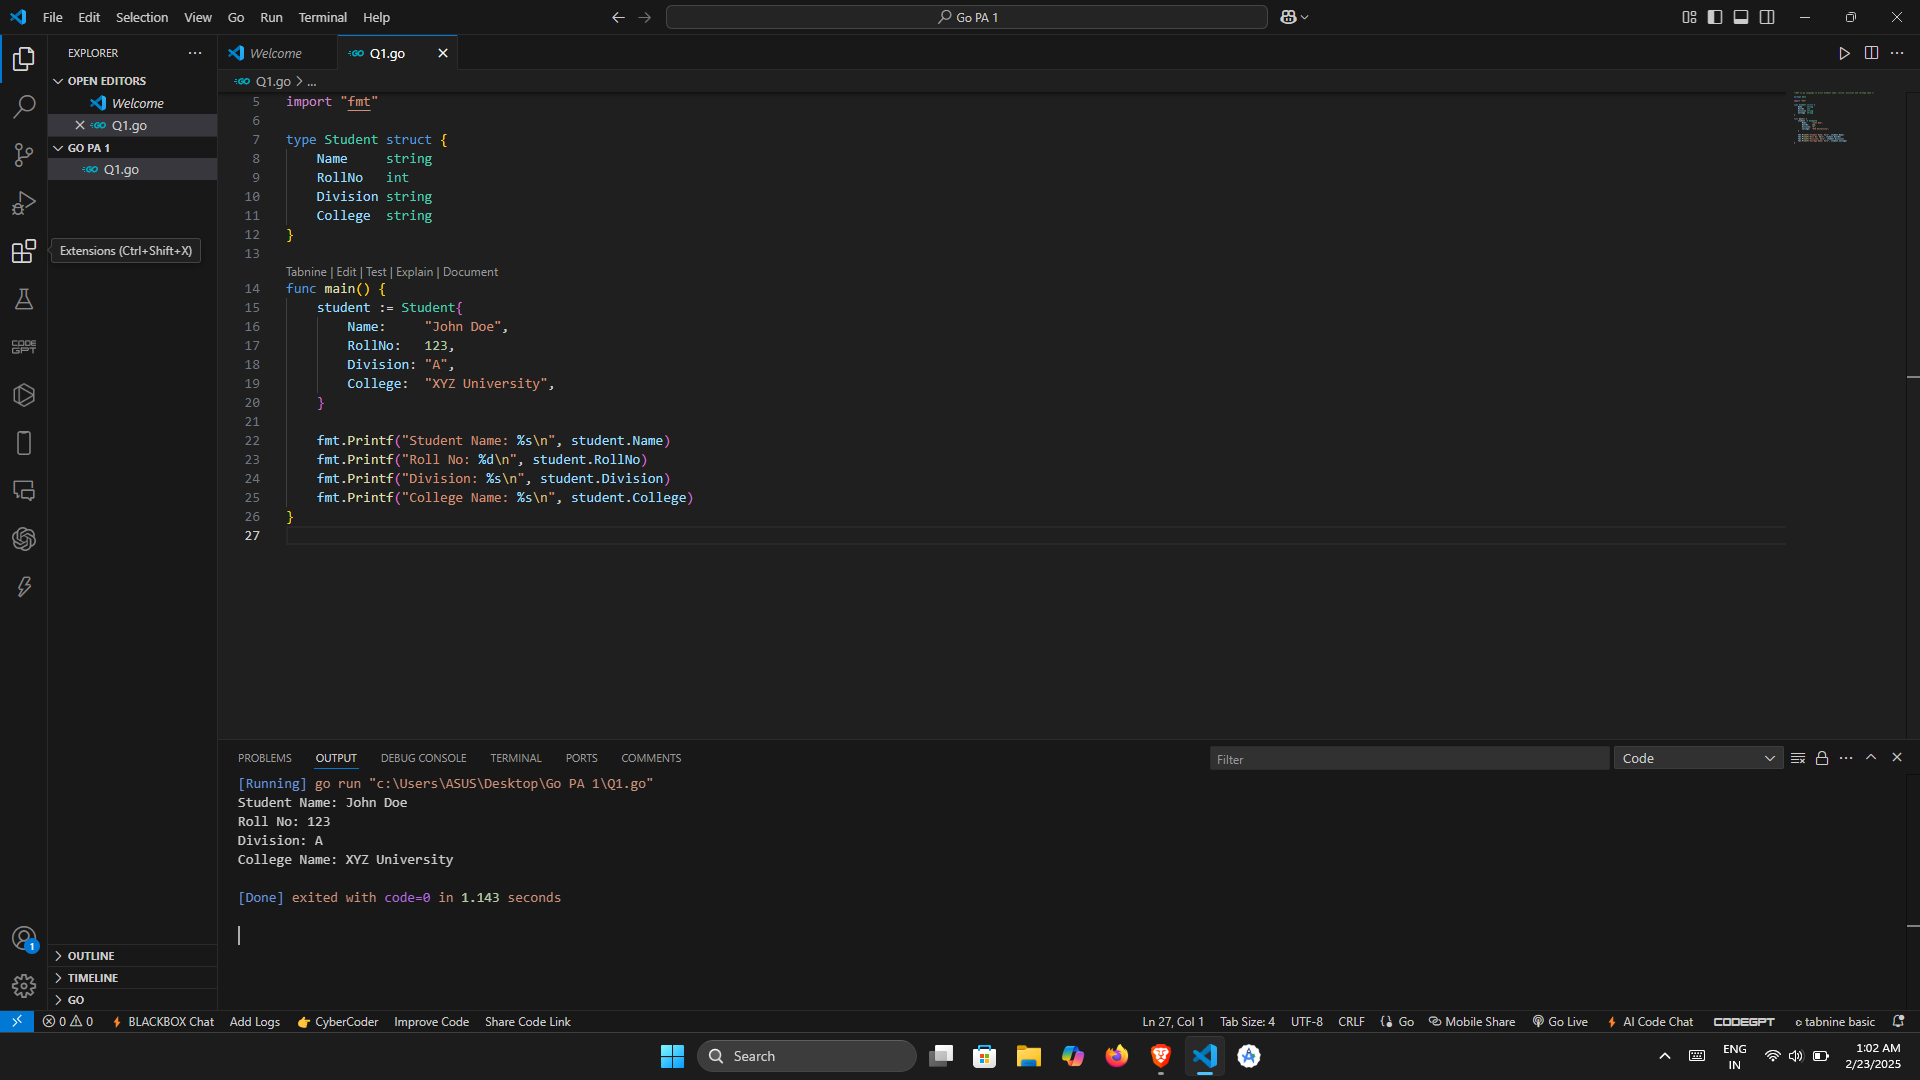 File Edit Selection View Go Run Terminal Help
Go PA 1
EXPLORER
OPEN EDITORS
Welcome
Q1.go
GO PA 1
Q1.go
Extensions (Ctrl+Shift+X)
CODE
GPT
1
OUTLINE
TIMELINE
GO
Welcome
Q1.go
Q1.go > ...
5 import "fmt"
6
7 type Student struct {
8 Name string
9 RollNo int
10 Division string
11 College string
12 }
13
Tabnine | Edit | Test | Explain | Document
14 func main() {
15 student := Student{
16 Name: "John Doe",
17 RollNo: 123,
18 Division: "A",
19 College: "XYZ University",
20 }
21
22 fmt.Printf("Student Name: %s\n", student.Name)
23 fmt.Printf("Roll No: %d\n", student.RollNo)
24 fmt.Printf("Division: %s\n", student.Division)
25 fmt.Printf("College Name: %s\n", student.College)
26 }
27
PROBLEMS OUTPUT DEBUG CONSOLE TERMINAL PORTS COMMENTS
Filter
Code
[Running] go run "c:\Users\ASUS\Desktop\Go PA 1\Q1.go"
Student Name: John Doe
Roll No: 123
Division: A
College Name: XYZ University
[Done] exited with code=0 in 1.143 seconds
0 0 BLACKBOX Chat Add Logs CyberCoder Improve Code Share Code Link
Ln 27, Col 1 Tab Size: 4 UTF-8 CRLF Go Mobile Share Go Live AI Code Chat CODEGPT tabnine basic
Search
ENG
IN
1:02 AM
2/23/2025